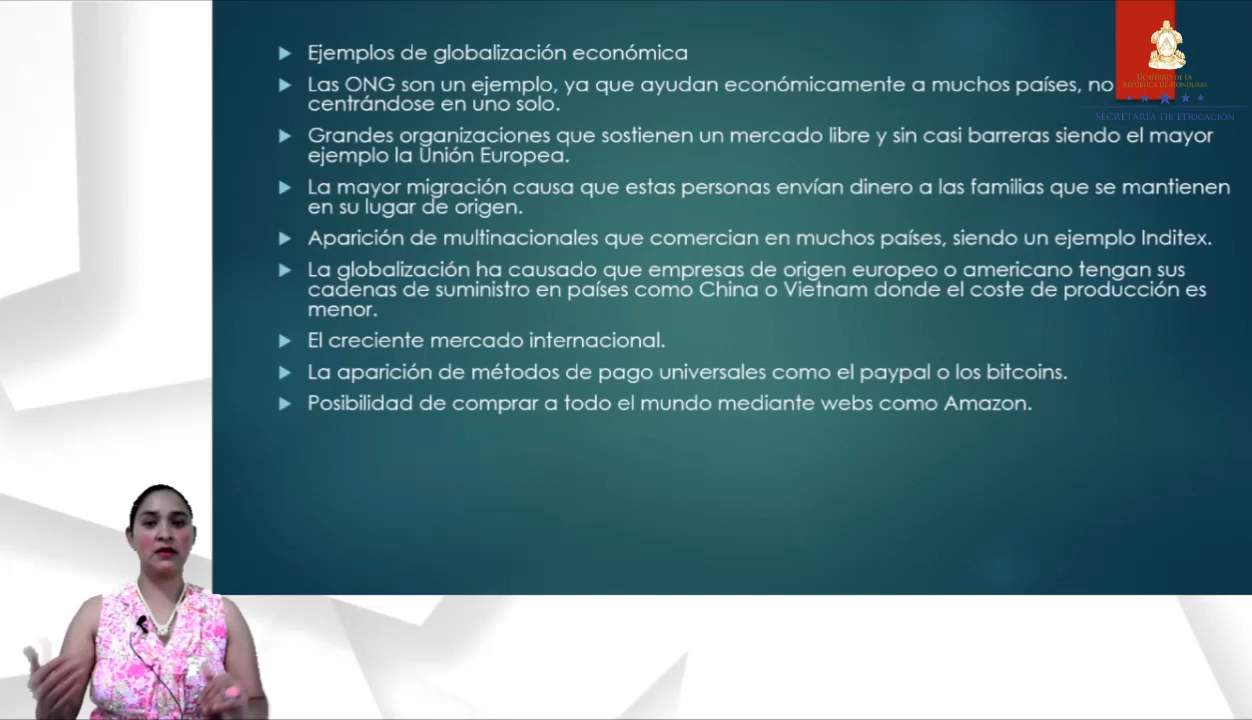 Ejemplos de globalización económica
Las ONG son un ejemplo, ya que ayudan económicamente a muchos países, no
centrándose en uno solo.
Grandes organizaciones que sostienen un mercado libre y sin casi barreras siendo el mayor
ejemplo la Unión Europea.
La mayor migración causa que estas personas envían dinero a las familias que se mantienen
en su lugar de origen.
Aparición de multinacionales que comercian en muchos países, siendo un ejemplo Inditex.
La globalización ha causado que empresas de origen europeo o americano tengan sus
cadenas de suministro en países como China o Vietnam donde el coste de producción es
menor.
El creciente mercado internacional.
La aparición de métodos de pago universales como el paypal o los bitcoins.
Posibilidad de comprar a todo el mundo mediante webs como Amazon.
GOBIERNO DE LA
REPÚBLICA DE HONDURAS
SECRETARÍA DE EDUCACIÓN